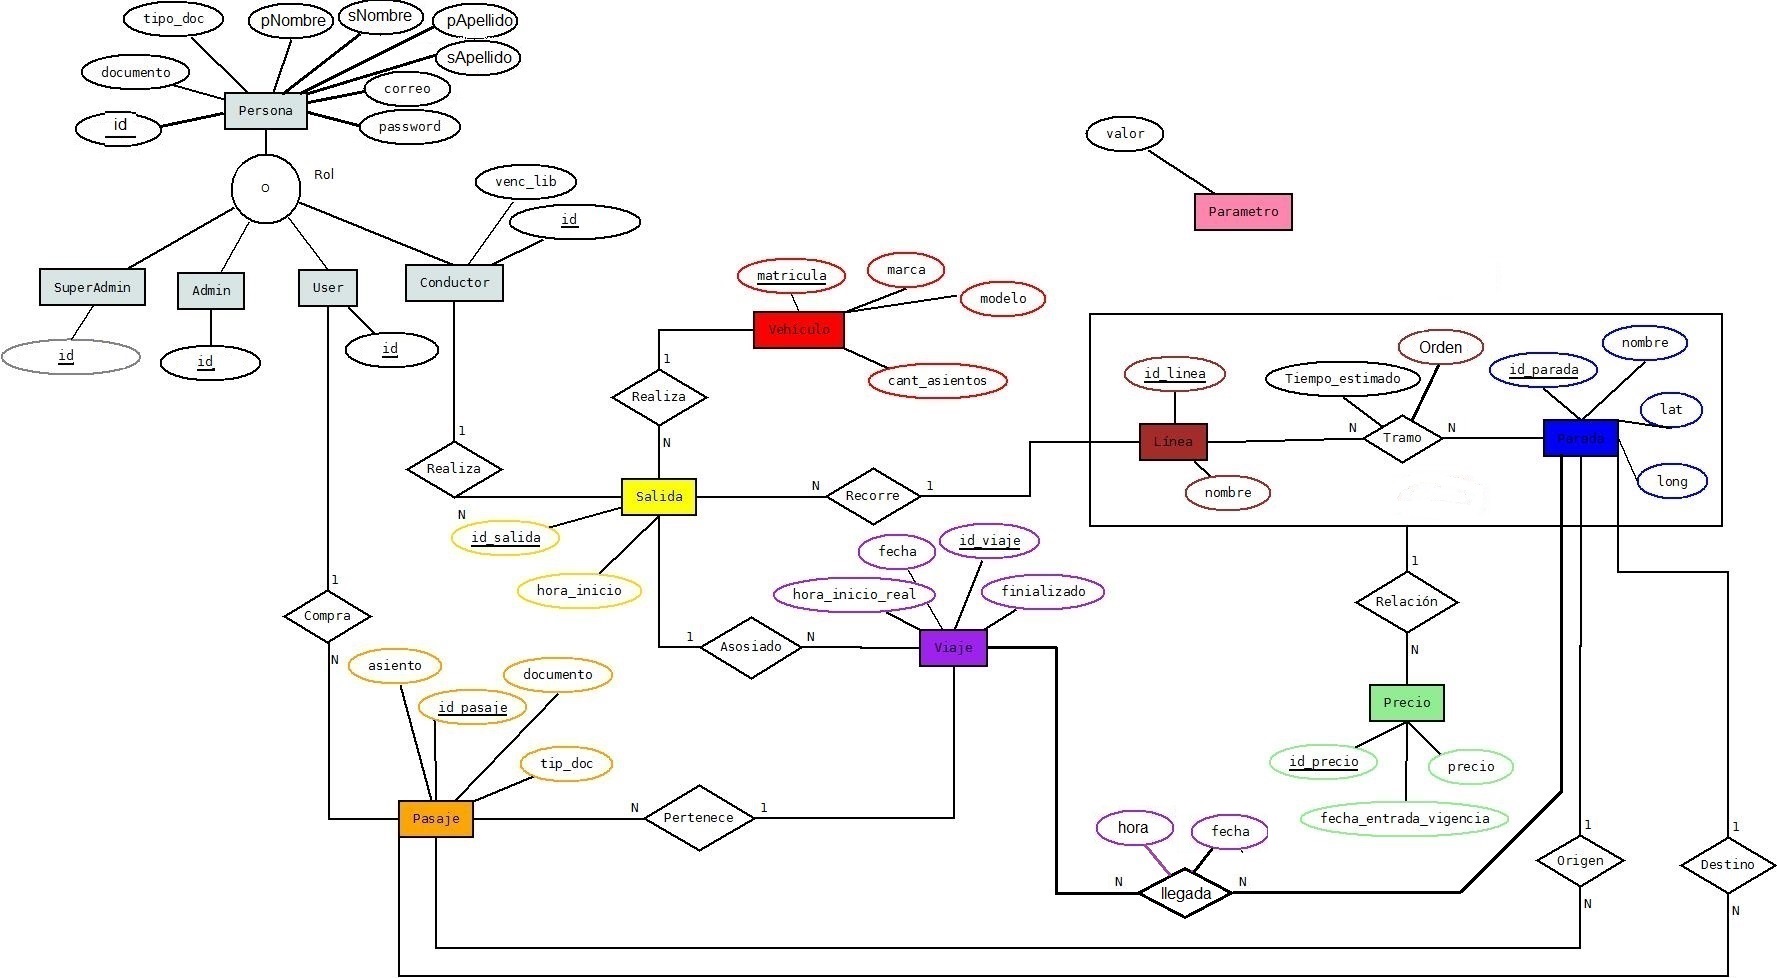 tipo_doc
pNombre
sNombre
pApellido
sApellido
documento
correo
id
Persona
password
valor
O
Rol
venc_lib
id
Parametro
SuperAdmin
Admin
User
Conductor
matricula
marca
modelo
Vehiculo
id
id
id
cant_asientos
1
Realiza
N
id_linea
Tiempo_estimado
Orden
id_parada
nombre
lat
Línea
N
Tramo
N
Parada
long
nombre
1
Realiza
N
Salida
N
Recorre
1
id_salida
hora_inicio
fecha
id_viaje
hora_inicio_real
finializado
1
Relación
N
1
Compra
N
1
Asosiado
N
Viaje
asiento
documento
id_pasaje
tip_doc
Precio
id_precio
precio
fecha_entrada_vigencia
Pasaje
N
Pertenece
1
hora
fecha
N
llegada
N
1
Origen
N
1
Destino
N